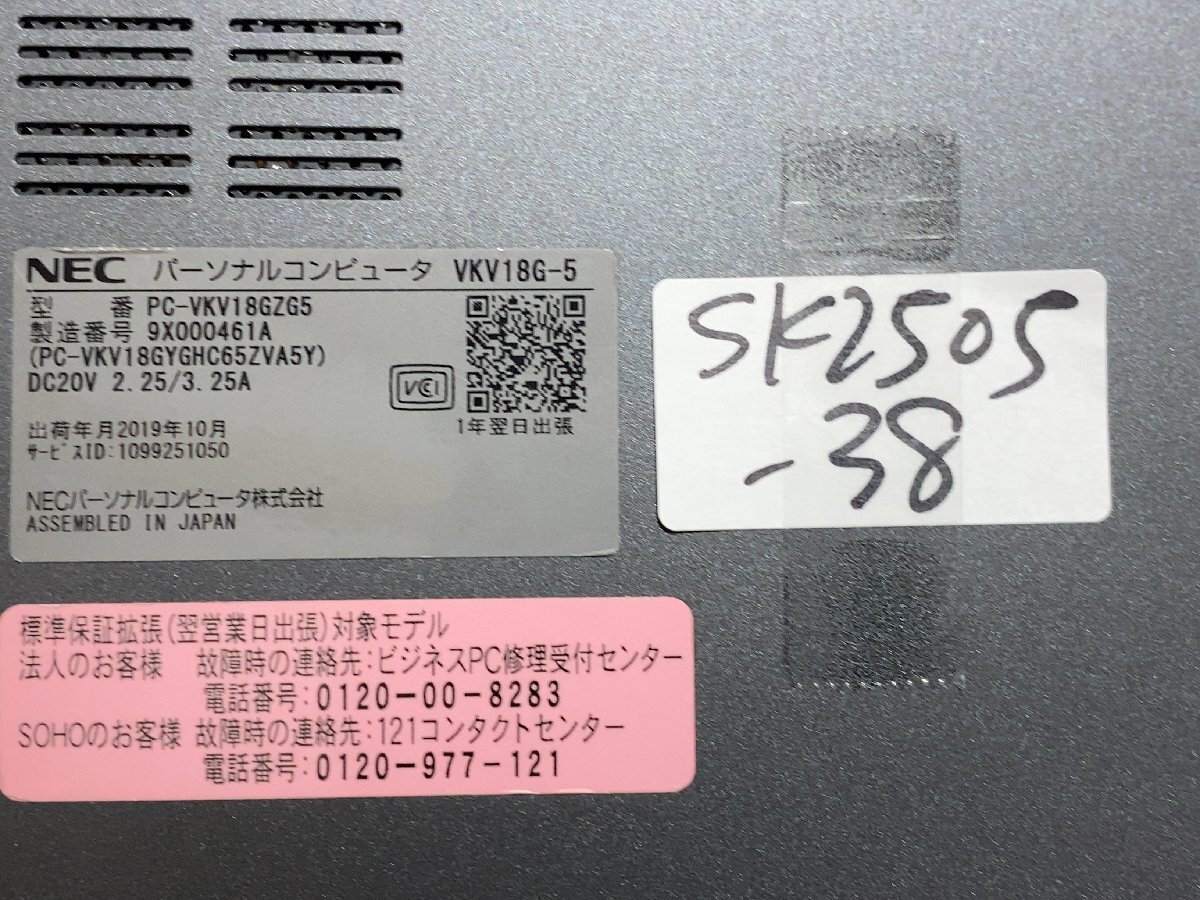 NEC パーソナルコンピュータ VKV18G-5
型 番 PC-VKV18GZG5
製造番号 9X000461A
(PC-VKV18GYGHC65ZVA5Y)
DC20V 2.25/3.25A
VCCI
出荷年月2019年10月
1年翌日出張
サービスID:1099251050
NECパーソナルコンピュータ株式会社
ASSEMBLED IN JAPAN
SK2505
-38
標準保証拡張(翌営業日出張)対象モデル
法人のお客様 故障時の連絡先:ビジネスPC修理受付センター
電話番号:0120-00-8283
SOHOのお客様 故障時の連絡先:121コンタクトセンター
電話番号:0120-977-121